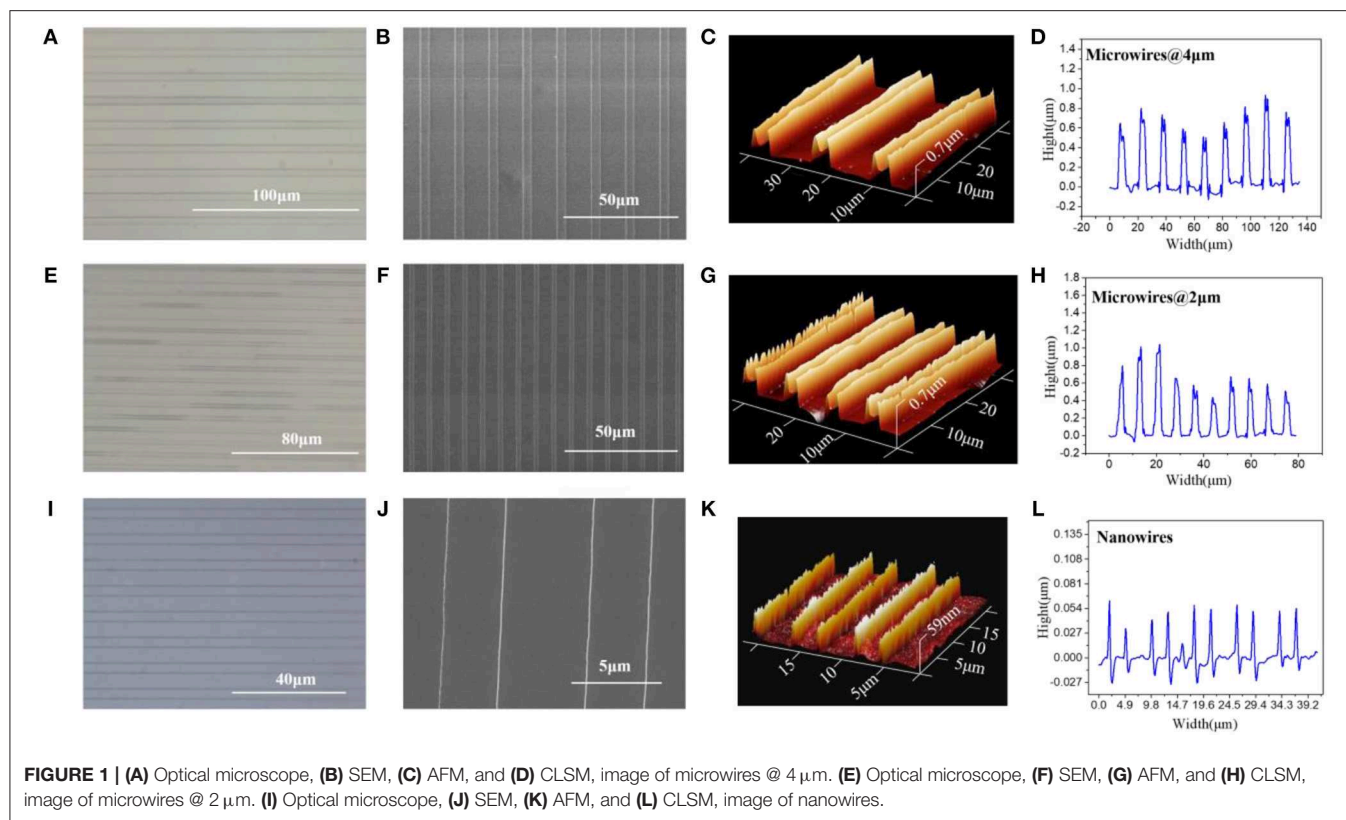 A
100μm
B
50μm
C
0.7μm
20
10μm
30
20
10μm
D
Microwires@4μm
Hight(μm)
1.4
1.2
1.0
0.8
0.6
0.4
0.2
0.0
-0.2
-20 0 20 40 60 80 100 120 140
Width(μm)
E
80μm
F
50μm
G
0.7μm
20
10μm
20
10μm
H
Microwires@2μm
Hight(μm)
1.8
1.6
1.4
1.2
1.0
0.8
0.6
0.4
0.2
0.0
-0.2
0 20 40 60 80
Width(μm)
I
40μm
J
5μm
K
59nm
15
10
5μm
15
10
5μm
L
Nanowires
Hight(μm)
0.135
0.108
0.081
0.054
0.027
0.000
-0.027
0.0 4.9 9.8 14.7 19.6 24.5 29.4 34.3 39.2
Width(μm)
FIGURE 1 | (A) Optical microscope, (B) SEM, (C) AFM, and (D) CLSM, image of microwires @ 4 μm. (E) Optical microscope, (F) SEM, (G) AFM, and (H) CLSM,
image of microwires @ 2 μm. (I) Optical microscope, (J) SEM, (K) AFM, and (L) CLSM, image of nanowires.